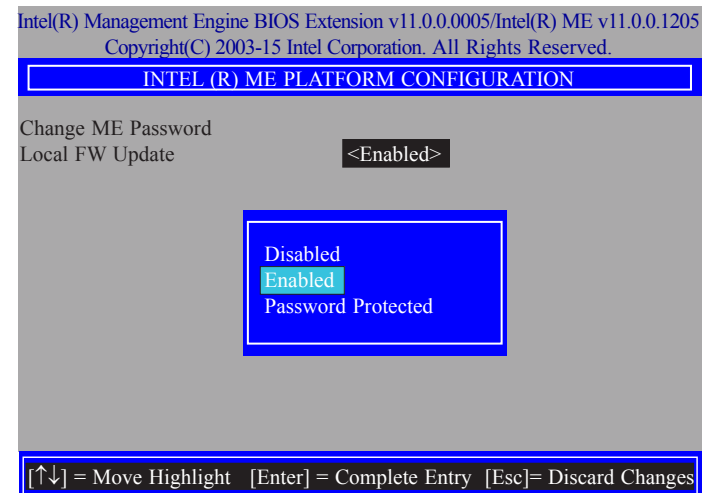 Intel(R) Management Engine BIOS Extension v11.0.0.0005/Intel(R) ME v11.0.0.1205
Copyright(C) 2003-15 Intel Corporation. All Rights Reserved.
INTEL (R) ME PLATFORM CONFIGURATION
Change ME Password
Local FW Update <Enabled>
Disabled
Enabled
Password Protected
[↑↓] = Move Highlight [Enter] = Complete Entry [Esc]= Discard Changes